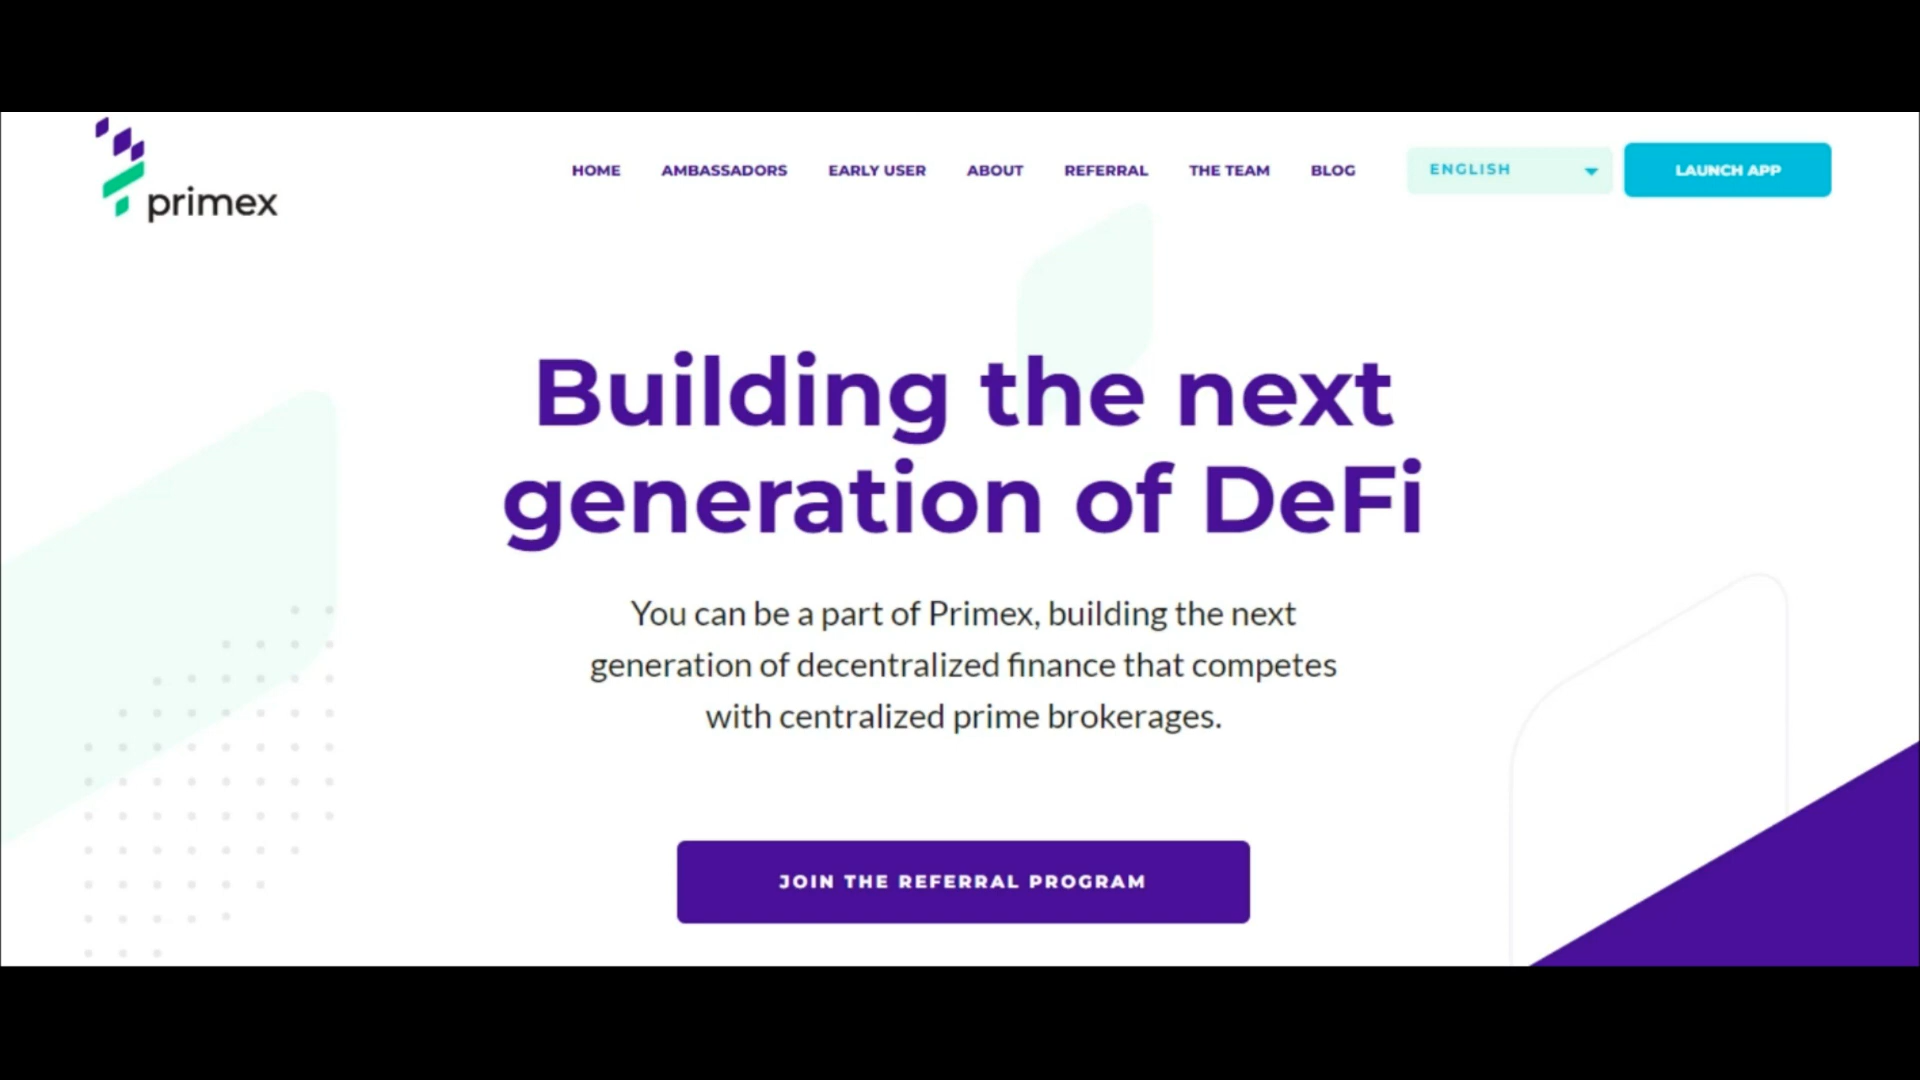 primex
HOME AMBASSADORS EARLY USER ABOUT REFERRAL THE TEAM BLOG ENGLISH LAUNCH APP
Building the next
generation of DeFi
You can be a part of Primex, building the next
generation of decentralized finance that competes
with centralized prime brokerages.
JOIN THE REFERRAL PROGRAM